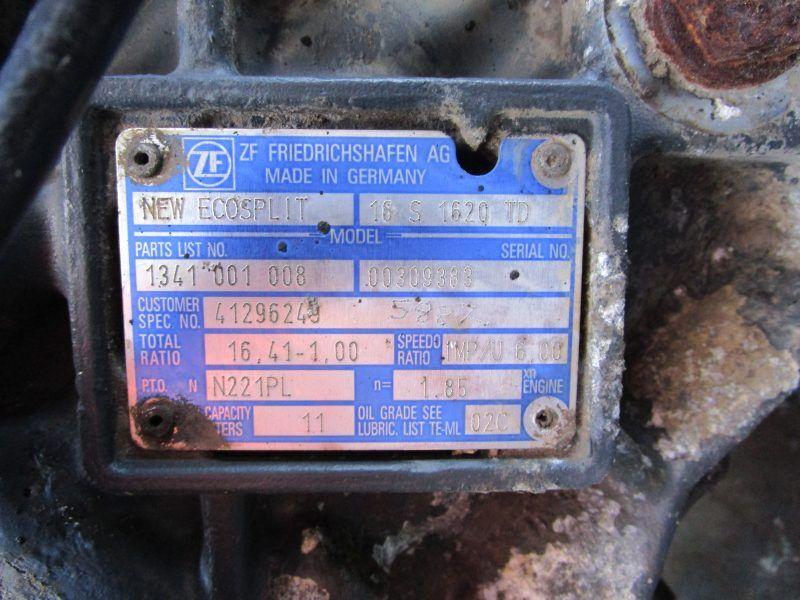 ZF ZF FRIEDRICHSHAFEN AG
MADE IN GERMANY
NEW ECOSPLIT 16 S 1620 TD
MODEL
PARTS LIST NO. SERIAL NO.
1341 001 008 00309383
CUSTOMER SPEC. NO. 41296249
TOTAL RATIO 16,41-1,00 SPEEDO RATIO IMP/U 6,00
P.T.O. N N221PL n= 1.85 xn ENGINE
CAPACITY 11 OIL GRADE SEE LUBRIC. LIST TE-ML 02C